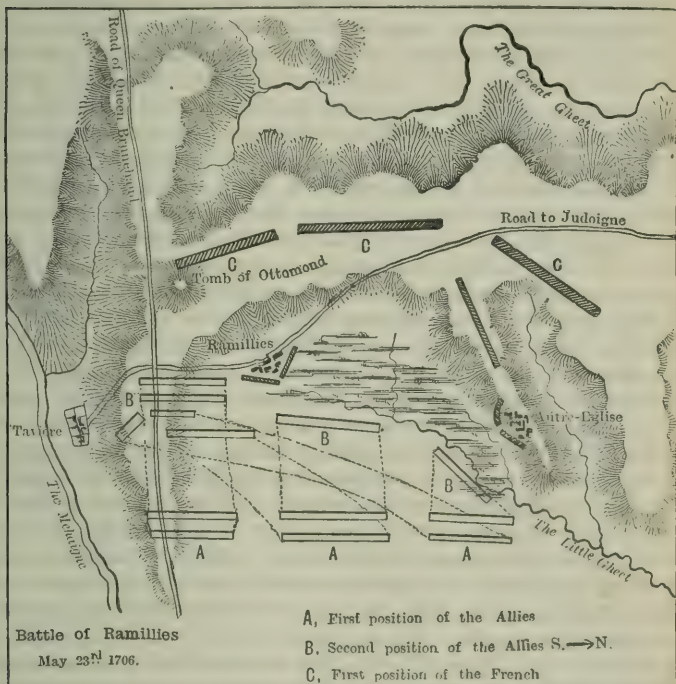 Road of Queen Brunehaud
The Great Gheet
Road to Judoigne
C
C
C
Tomb of Ottomond
Ramillies
B
Taviere
B
Autre-Eglise
B
The Mehaigne
The Little Gheet
A
A
A
Battle of Ramillies
May 23rd 1706.
A, First position of the Allies
B. Second position of the Allies S.→N.
C, First position of the French